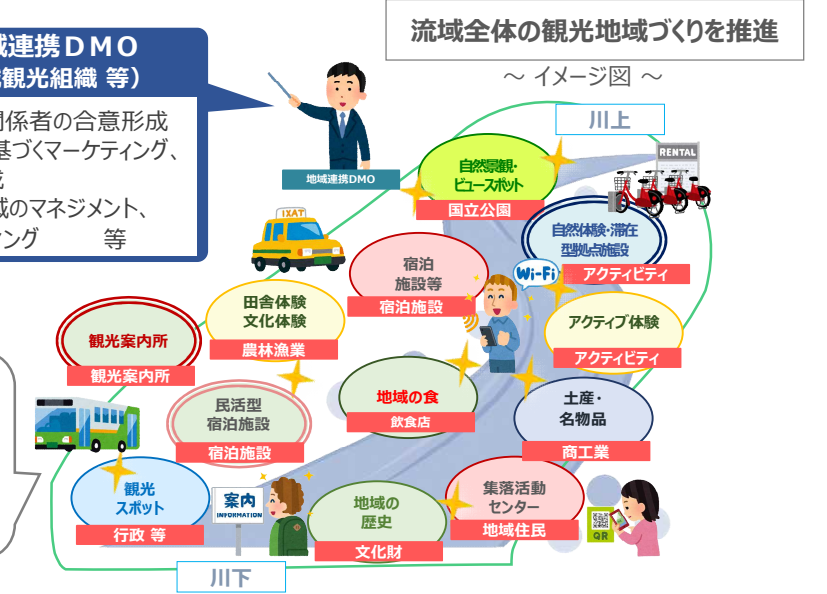 流域全体の観光地域づくりを推進
～ イメージ図 ～
域連携ＤＭＯ
観光組織 等）
関係者の合意形成
基づくマーケティング、
成
域のマネジメント、
ィング　　等
地域連携DMO
川上
RENTAL
自然景観・
ビュースポット
国立公園
自然体験・滞在
型拠点施設
アクティビティ
Wi-Fi
TAXI
宿泊
施設等
宿泊施設
田舎体験
文化体験
農林漁業
アクティブ体験
アクティビティ
観光案内所
観光案内所
地域の食
飲食店
土産・
名物品
商工業
民活型
宿泊施設
宿泊施設
観光
スポット
行政 等
案内
INFORMATION
地域の
歴史
文化財
集落活動
センター
地域住民
QR
川下